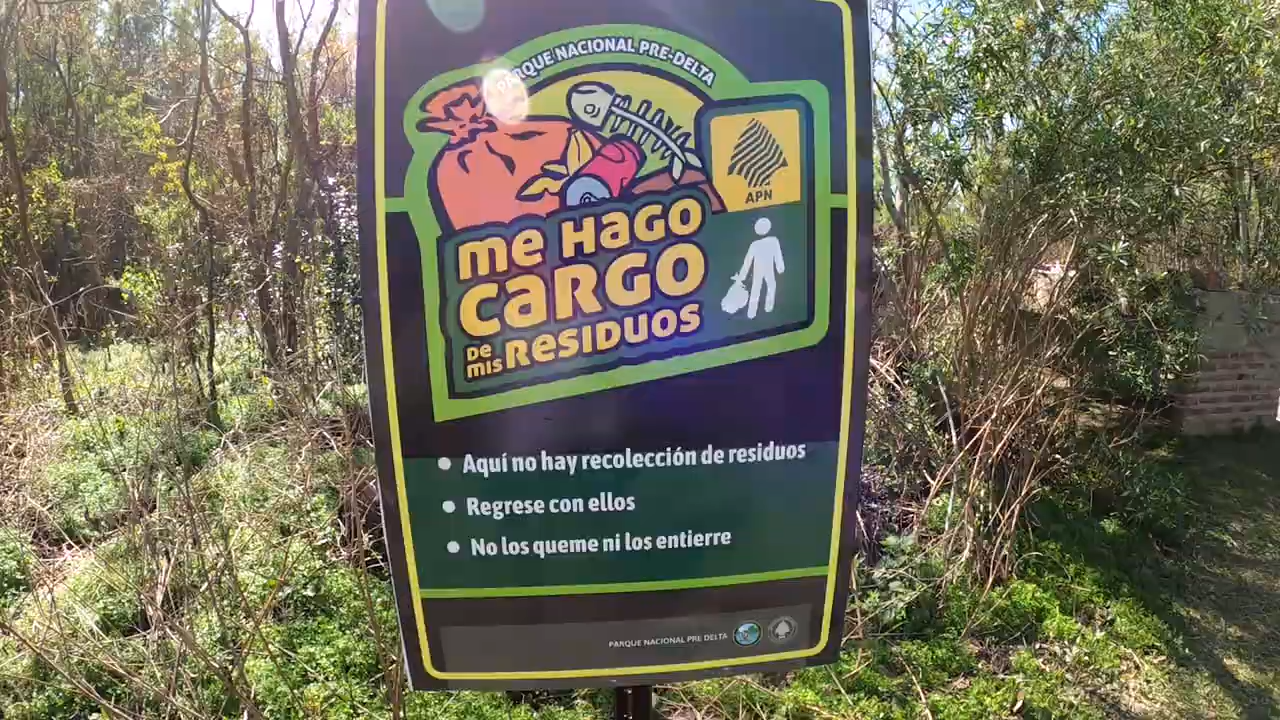 PARQUE NACIONAL PRE-DELTA
APN
me HaGO
CaRGO
De mis ResiDUOS
Aquí no hay recolección de residuos
Regrese con ellos
No los queme ni los entierre
PARQUE NACIONAL PRE DELTA